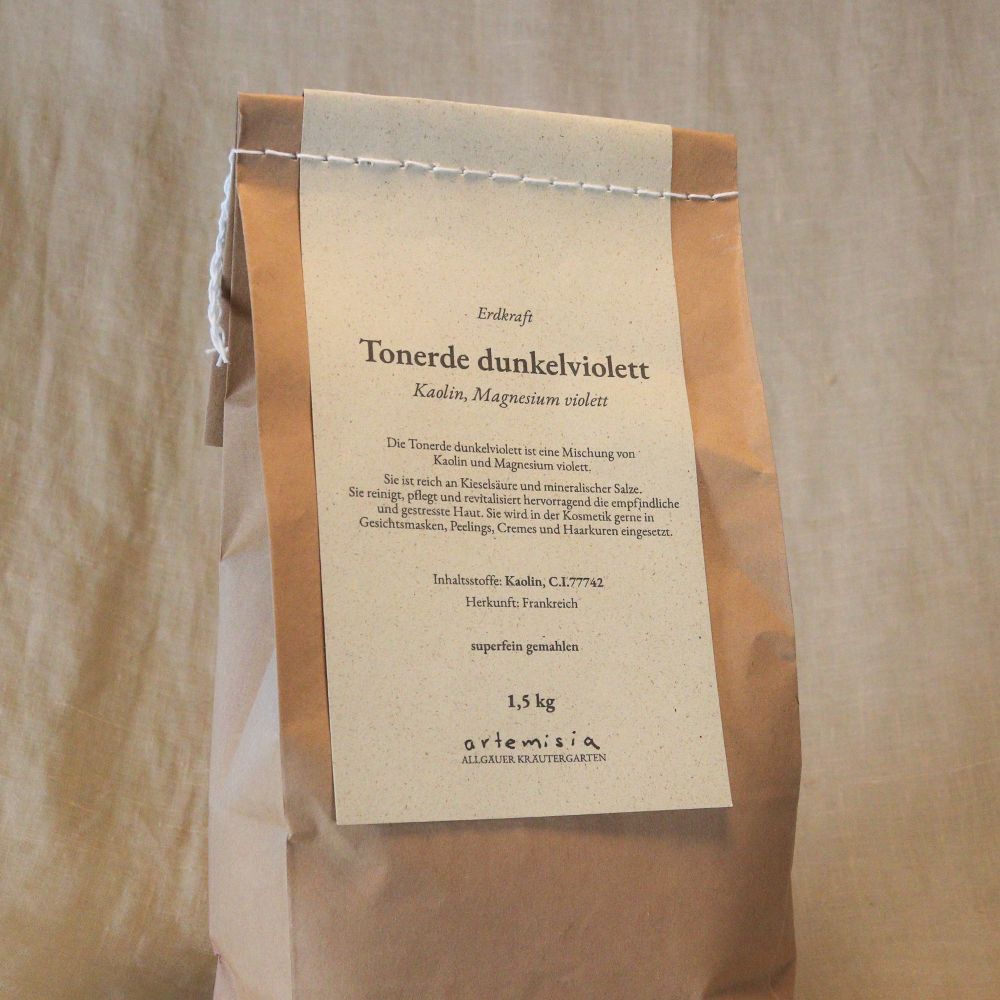 Erdkraft
Tonerde dunkelviolett
Kaolin, Magnesium violett
Die Tonerde dunkelviolett ist eine Mischung von
Kaolin und Magnesium violett.
Sie ist reich an Kieselsäure und mineralischer Salze.
Sie reinigt, pflegt und revitalisiert hervorragend die empfindliche
und gestresste Haut. Sie wird in der Kosmetik gerne in
Gesichtsmasken, Peelings, Cremes und Haarkuren eingesetzt.
Inhaltsstoffe: Kaolin, C.I.77742
Herkunft: Frankreich
superfein gemahlen
1,5 kg
artemisia
ALLGÄUER KRÄUTERGARTEN